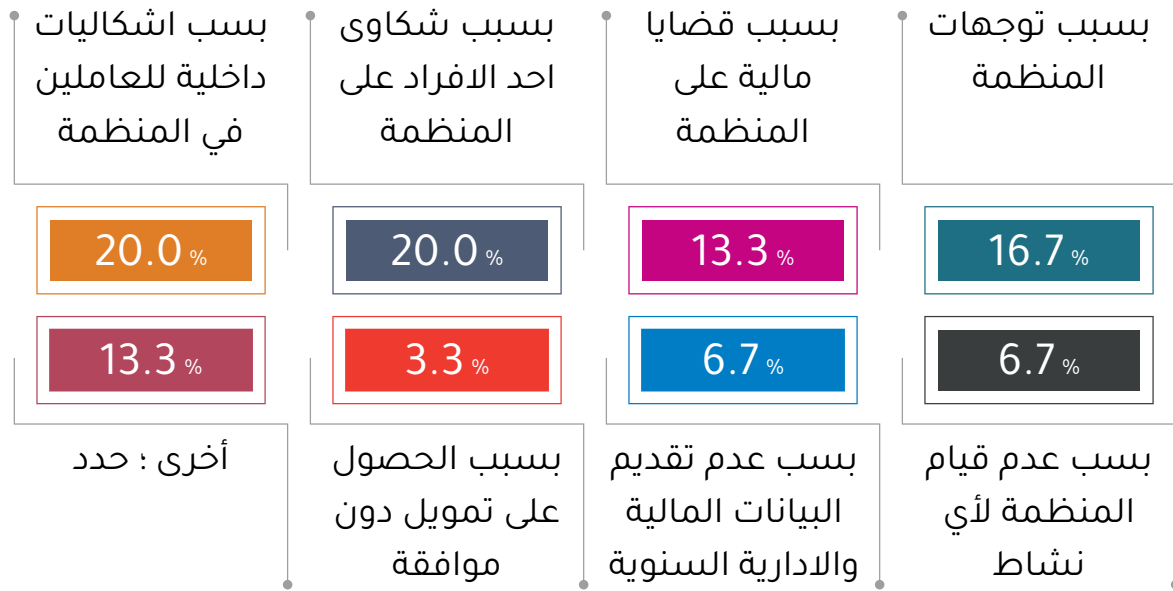 بسبب توجهات
المنظمة
16.7 %
بسبب قضايا
مالية على
المنظمة
13.3 %
بسبب شكاوى
احد الافراد على
المنظمة
20.0 %
بسب اشكاليات
داخلية للعاملين
في المنظمة
20.0 %
6.7 %
بسب عدم قيام
المنظمة لأي
نشاط
6.7 %
بسب عدم تقديم
البيانات المالية
والادارية السنوية
3.3 %
بسبب الحصول
على تمويل دون
موافقة
13.3 %
أخرى ؛ حدد